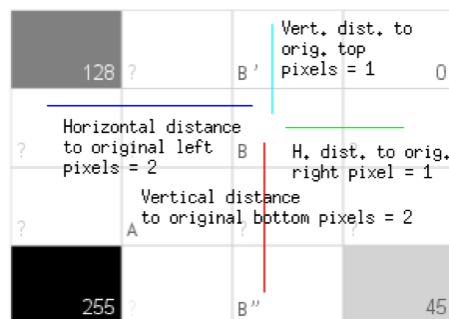 Vert. dist. to
orig. top
pixels = 1
128 ? B' 0
Horizontal distance
to original left
pixels = 2
? B
H. dist. to orig.
right pixel = 1
Vertical distance
to original bottom pixels = 2
? A ? ?
255 ? B" 45